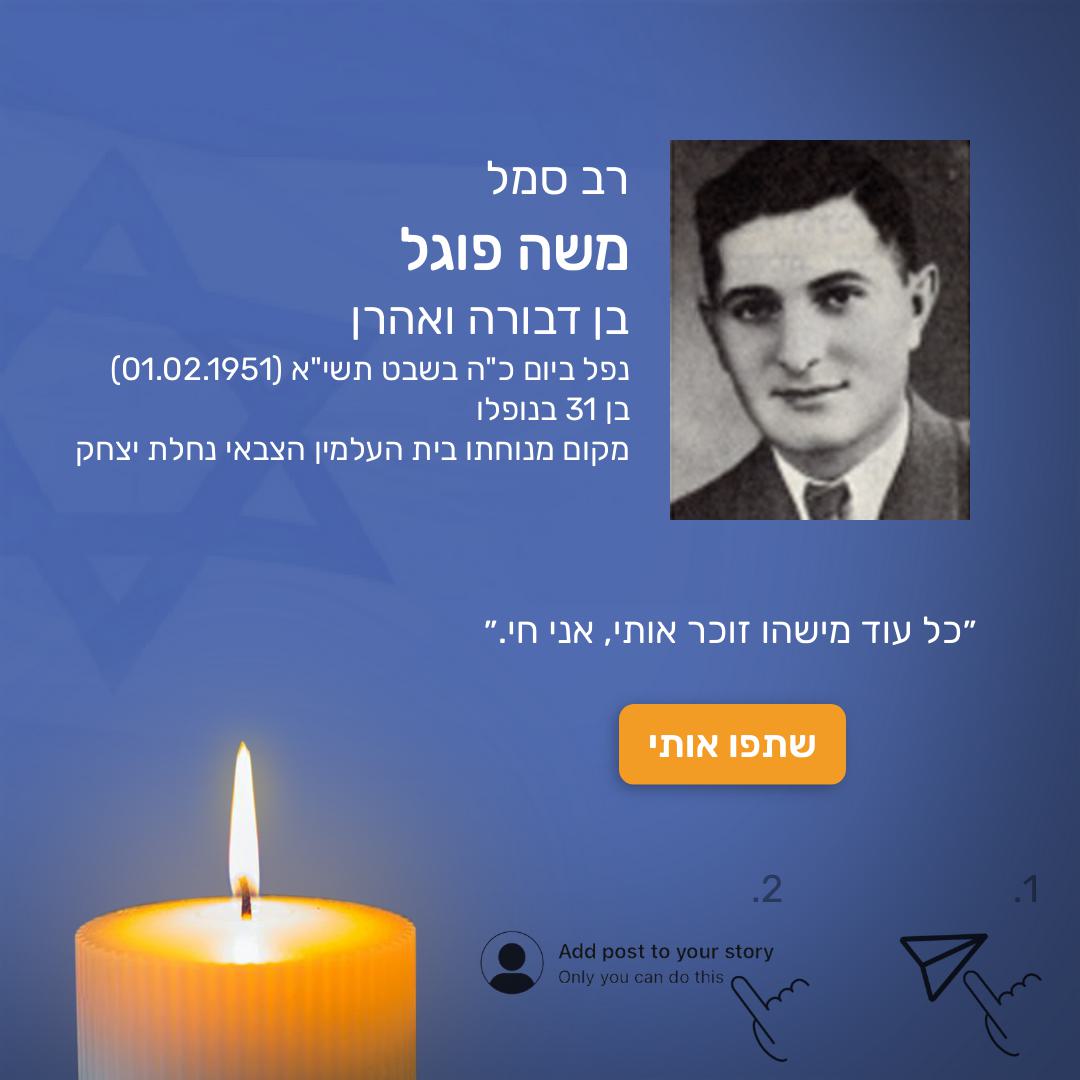 רב סמל
משה פוגל
בן דבורה ואהרן
נפל ביום כ"ה בשבט תשי"א (01.02.1951)
בן 31 בנופלו
מקום מנוחתו בית העלמין הצבאי נחלת יצחק
״כל עוד מישהו זוכר אותי, אני חי.״
שתפו אותי
1.
2.
Add post to your story
Only you can do this